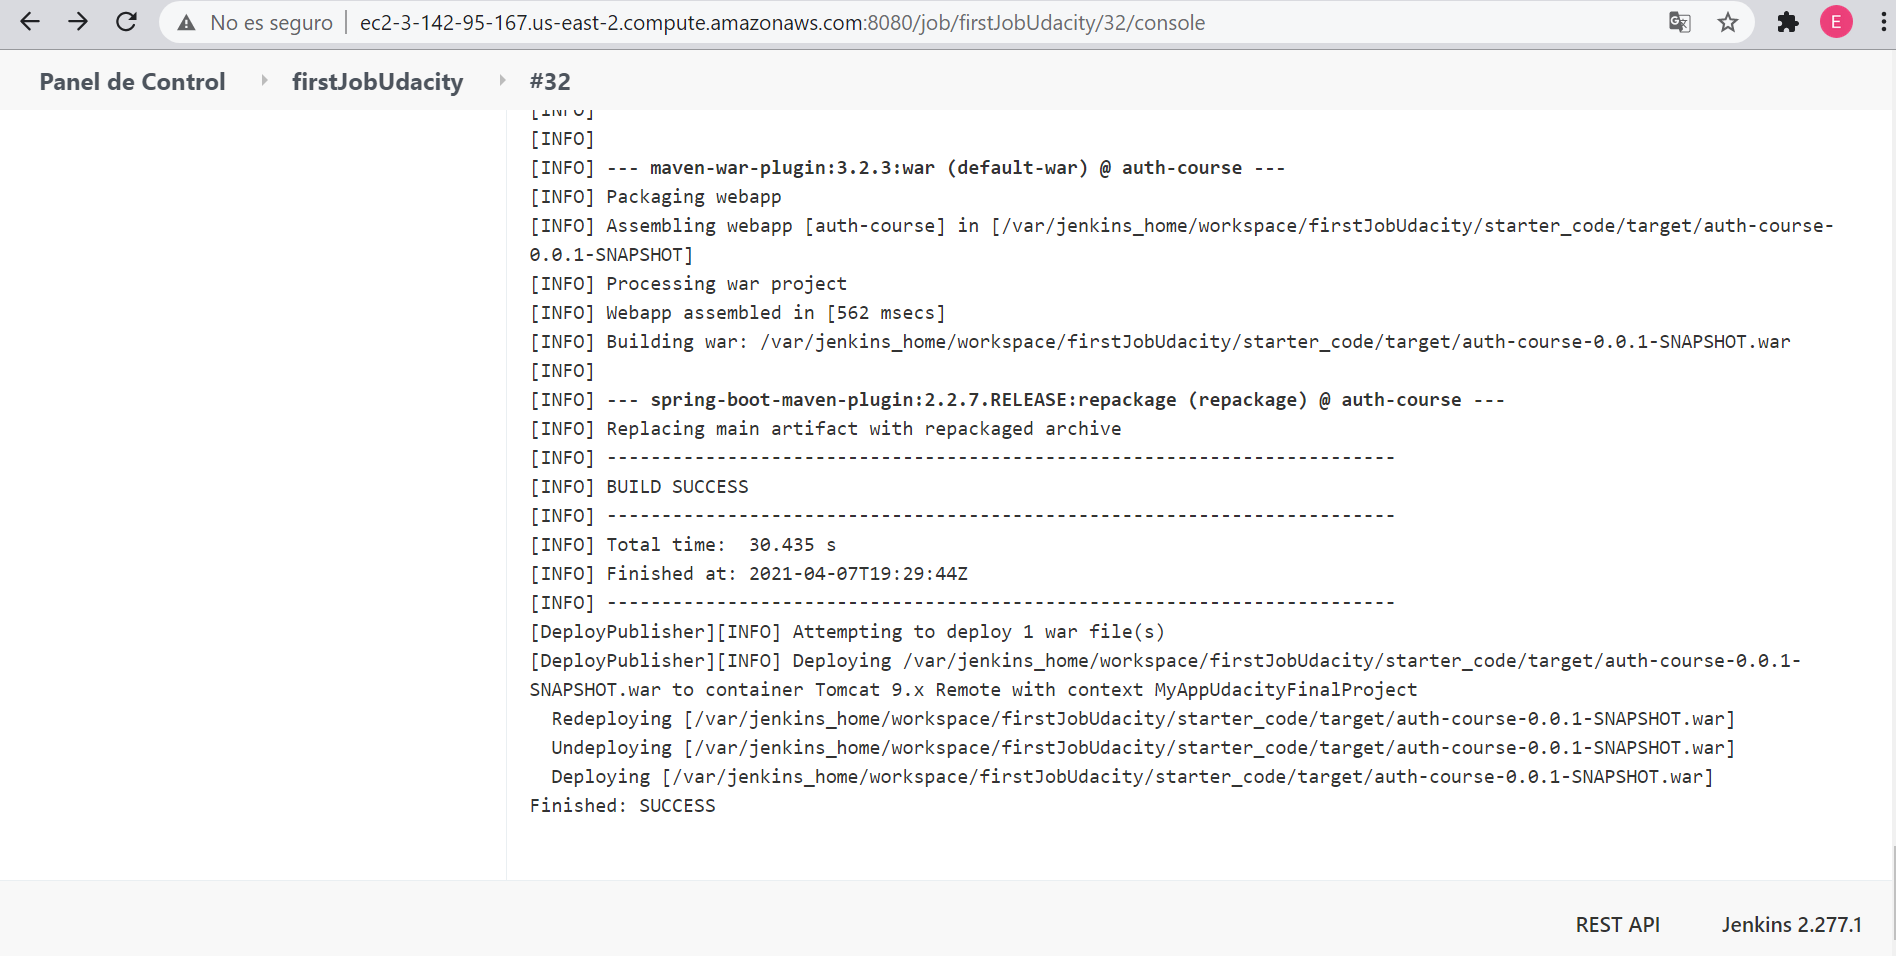 No es seguro | ec2-3-142-95-167.us-east-2.compute.amazonaws.com:8080/job/firstJobUdacity/32/console
E
Panel de Control firstJobUdacity #32
[INFO]
[INFO]
[INFO] --- maven-war-plugin:3.2.3:war (default-war) @ auth-course ---
[INFO] Packaging webapp
[INFO] Assembling webapp [auth-course] in [/var/jenkins_home/workspace/firstJobUdacity/starter_code/target/auth-course-
0.0.1-SNAPSHOT]
[INFO] Processing war project
[INFO] Webapp assembled in [562 msecs]
[INFO] Building war: /var/jenkins_home/workspace/firstJobUdacity/starter_code/target/auth-course-0.0.1-SNAPSHOT.war
[INFO]
[INFO] --- spring-boot-maven-plugin:2.2.7.RELEASE:repackage (repackage) @ auth-course ---
[INFO] Replacing main artifact with repackaged archive
[INFO] ------------------------------------------------------------------------
[INFO] BUILD SUCCESS
[INFO] ------------------------------------------------------------------------
[INFO] Total time:  30.435 s
[INFO] Finished at: 2021-04-07T19:29:44Z
[INFO] ------------------------------------------------------------------------
[DeployPublisher][INFO] Attempting to deploy 1 war file(s)
[DeployPublisher][INFO] Deploying /var/jenkins_home/workspace/firstJobUdacity/starter_code/target/auth-course-0.0.1-
SNAPSHOT.war to container Tomcat 9.x Remote with context MyAppUdacityFinalProject
  Redeploying [/var/jenkins_home/workspace/firstJobUdacity/starter_code/target/auth-course-0.0.1-SNAPSHOT.war]
  Undeploying [/var/jenkins_home/workspace/firstJobUdacity/starter_code/target/auth-course-0.0.1-SNAPSHOT.war]
  Deploying [/var/jenkins_home/workspace/firstJobUdacity/starter_code/target/auth-course-0.0.1-SNAPSHOT.war]
Finished: SUCCESS
REST API Jenkins 2.277.1